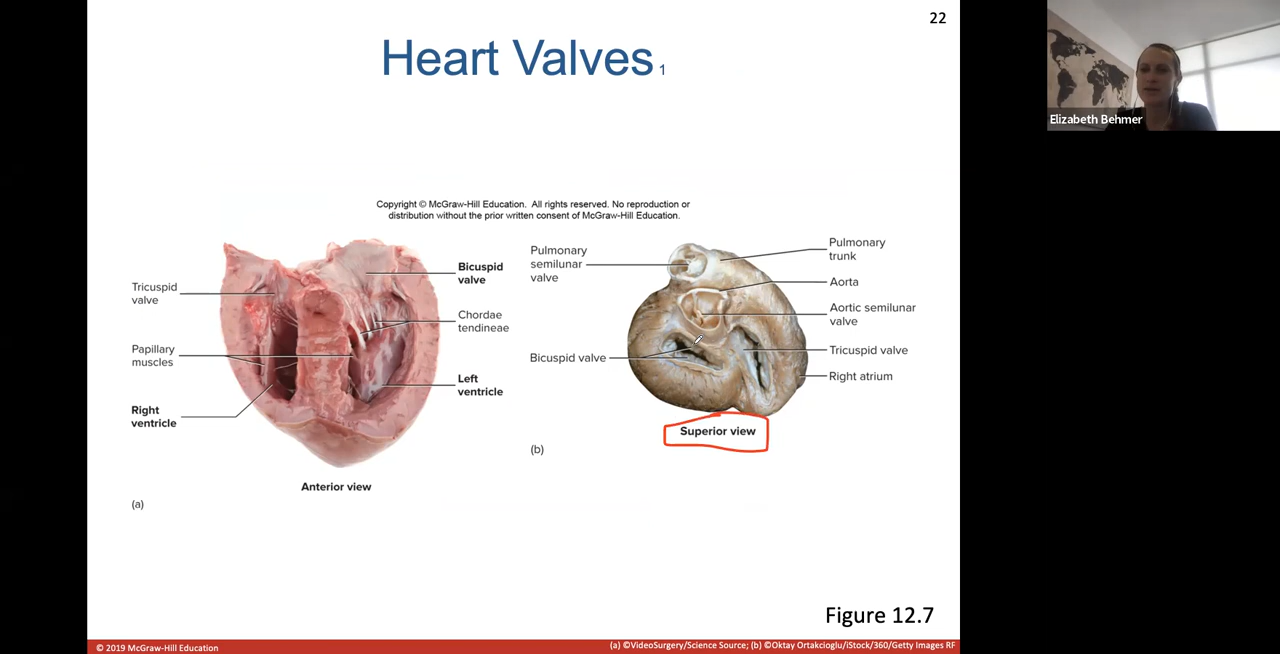 22
Heart Valves 1
Elizabeth Behmer
Copyright © McGraw-Hill Education. All rights reserved. No reproduction or
distribution without the prior written consent of McGraw-Hill Education.
Tricuspid
valve
Papillary
muscles
Right
ventricle
Bicuspid
valve
Chordae
tendineae
Left
ventricle
Anterior view
(a)
Pulmonary
semilunar
valve
Bicuspid valve
Pulmonary
trunk
Aorta
Aortic semilunar
valve
Tricuspid valve
Right atrium
Superior view
(b)
Figure 12.7
© 2019 McGraw-Hill Education
(a) ©VideoSurgery/Science Source; (b) ©Oktay Ortakcioglu/iStock/360/Getty Images RF